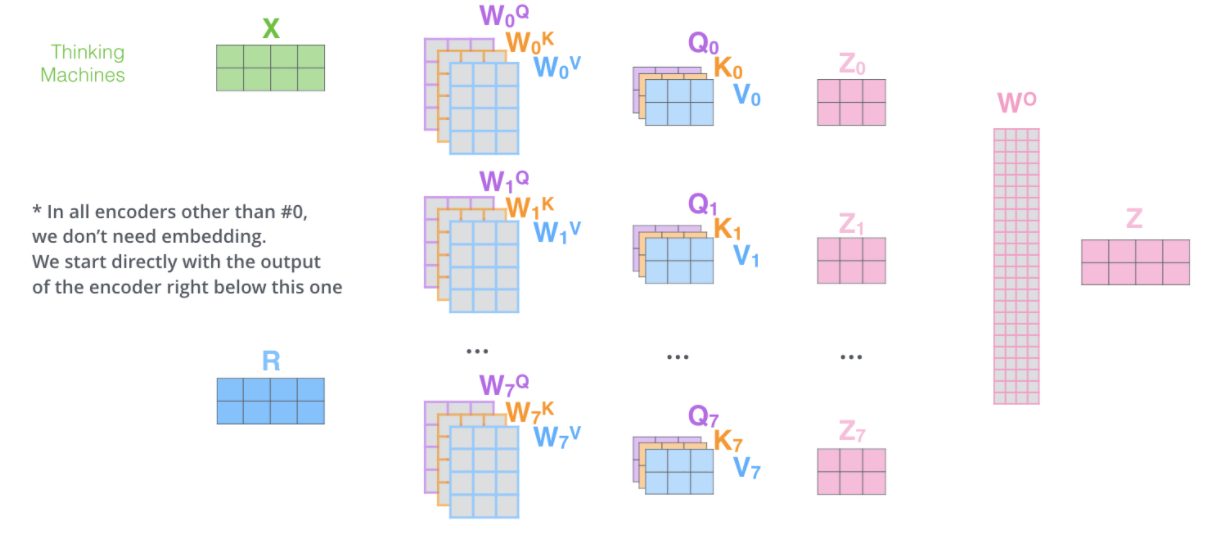 X
Thinking
Machines
W₀Q
W₀K
W₀V
Q₀
K₀
V₀
Z₀
WO
* In all encoders other than #0,
we don’t need embedding.
We start directly with the output
of the encoder right below this one
W₁Q
W₁K
W₁V
Q₁
K₁
V₁
Z₁
Z
...
...
...
R
W₇Q
W₇K
W₇V
Q₇
K₇
V₇
Z₇